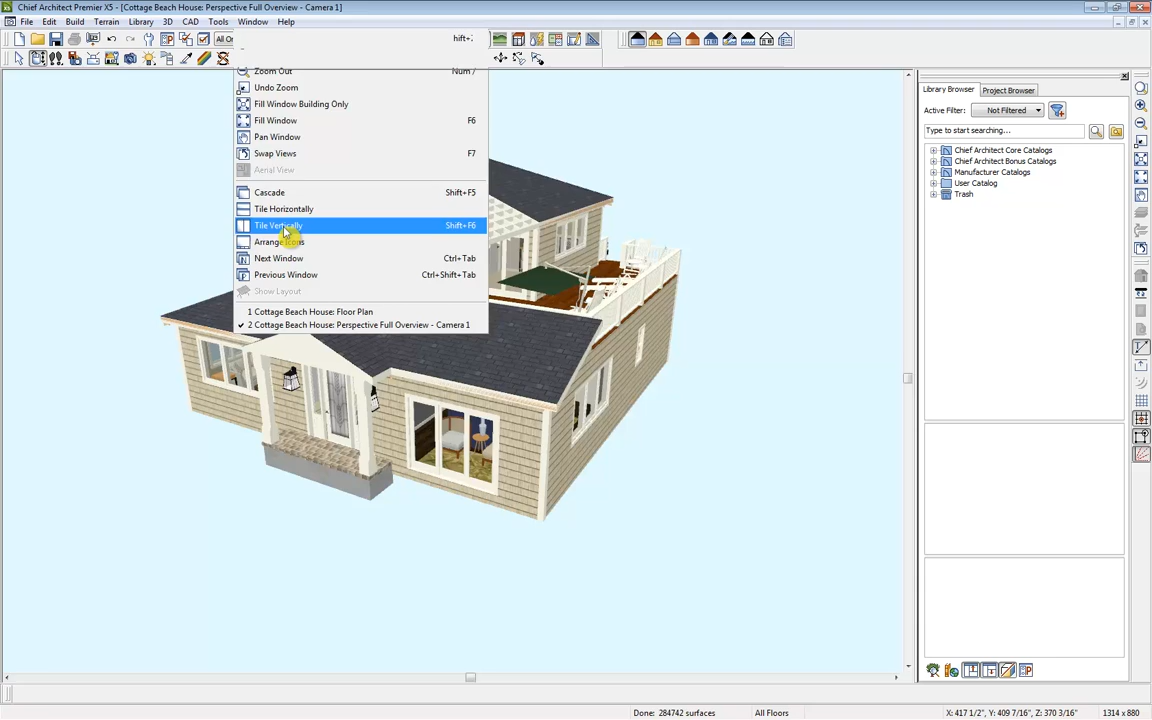 Chief Architect Premier X5 - [Cottage Beach House: Perspective Full Overview - Camera 1]
File Edit Build Terrain Library 3D CAD Tools Window Help
hift+
Zoom Out Num /
Undo Zoom
Fill Window Building Only
Fill Window F6
Pan Window
Swap Views F7
Aerial View
Cascade Shift+F5
Tile Horizontally
Tile Vertically Shift+F6
Arrange Icons
Next Window Ctrl+Tab
Previous Window Ctrl+Shift+Tab
Show Layout
1 Cottage Beach House: Floor Plan
2 Cottage Beach House: Perspective Full Overview - Camera 1
Library Browser Project Browser
Active Filter: Not Filtered
Type to start searching...
Chief Architect Core Catalogs
Chief Architect Bonus Catalogs
Manufacturer Catalogs
User Catalog
Trash
Done: 284742 surfaces All Floors X: 417 1/2", Y: 409 7/16", Z: 370 3/16" 1314 x 880